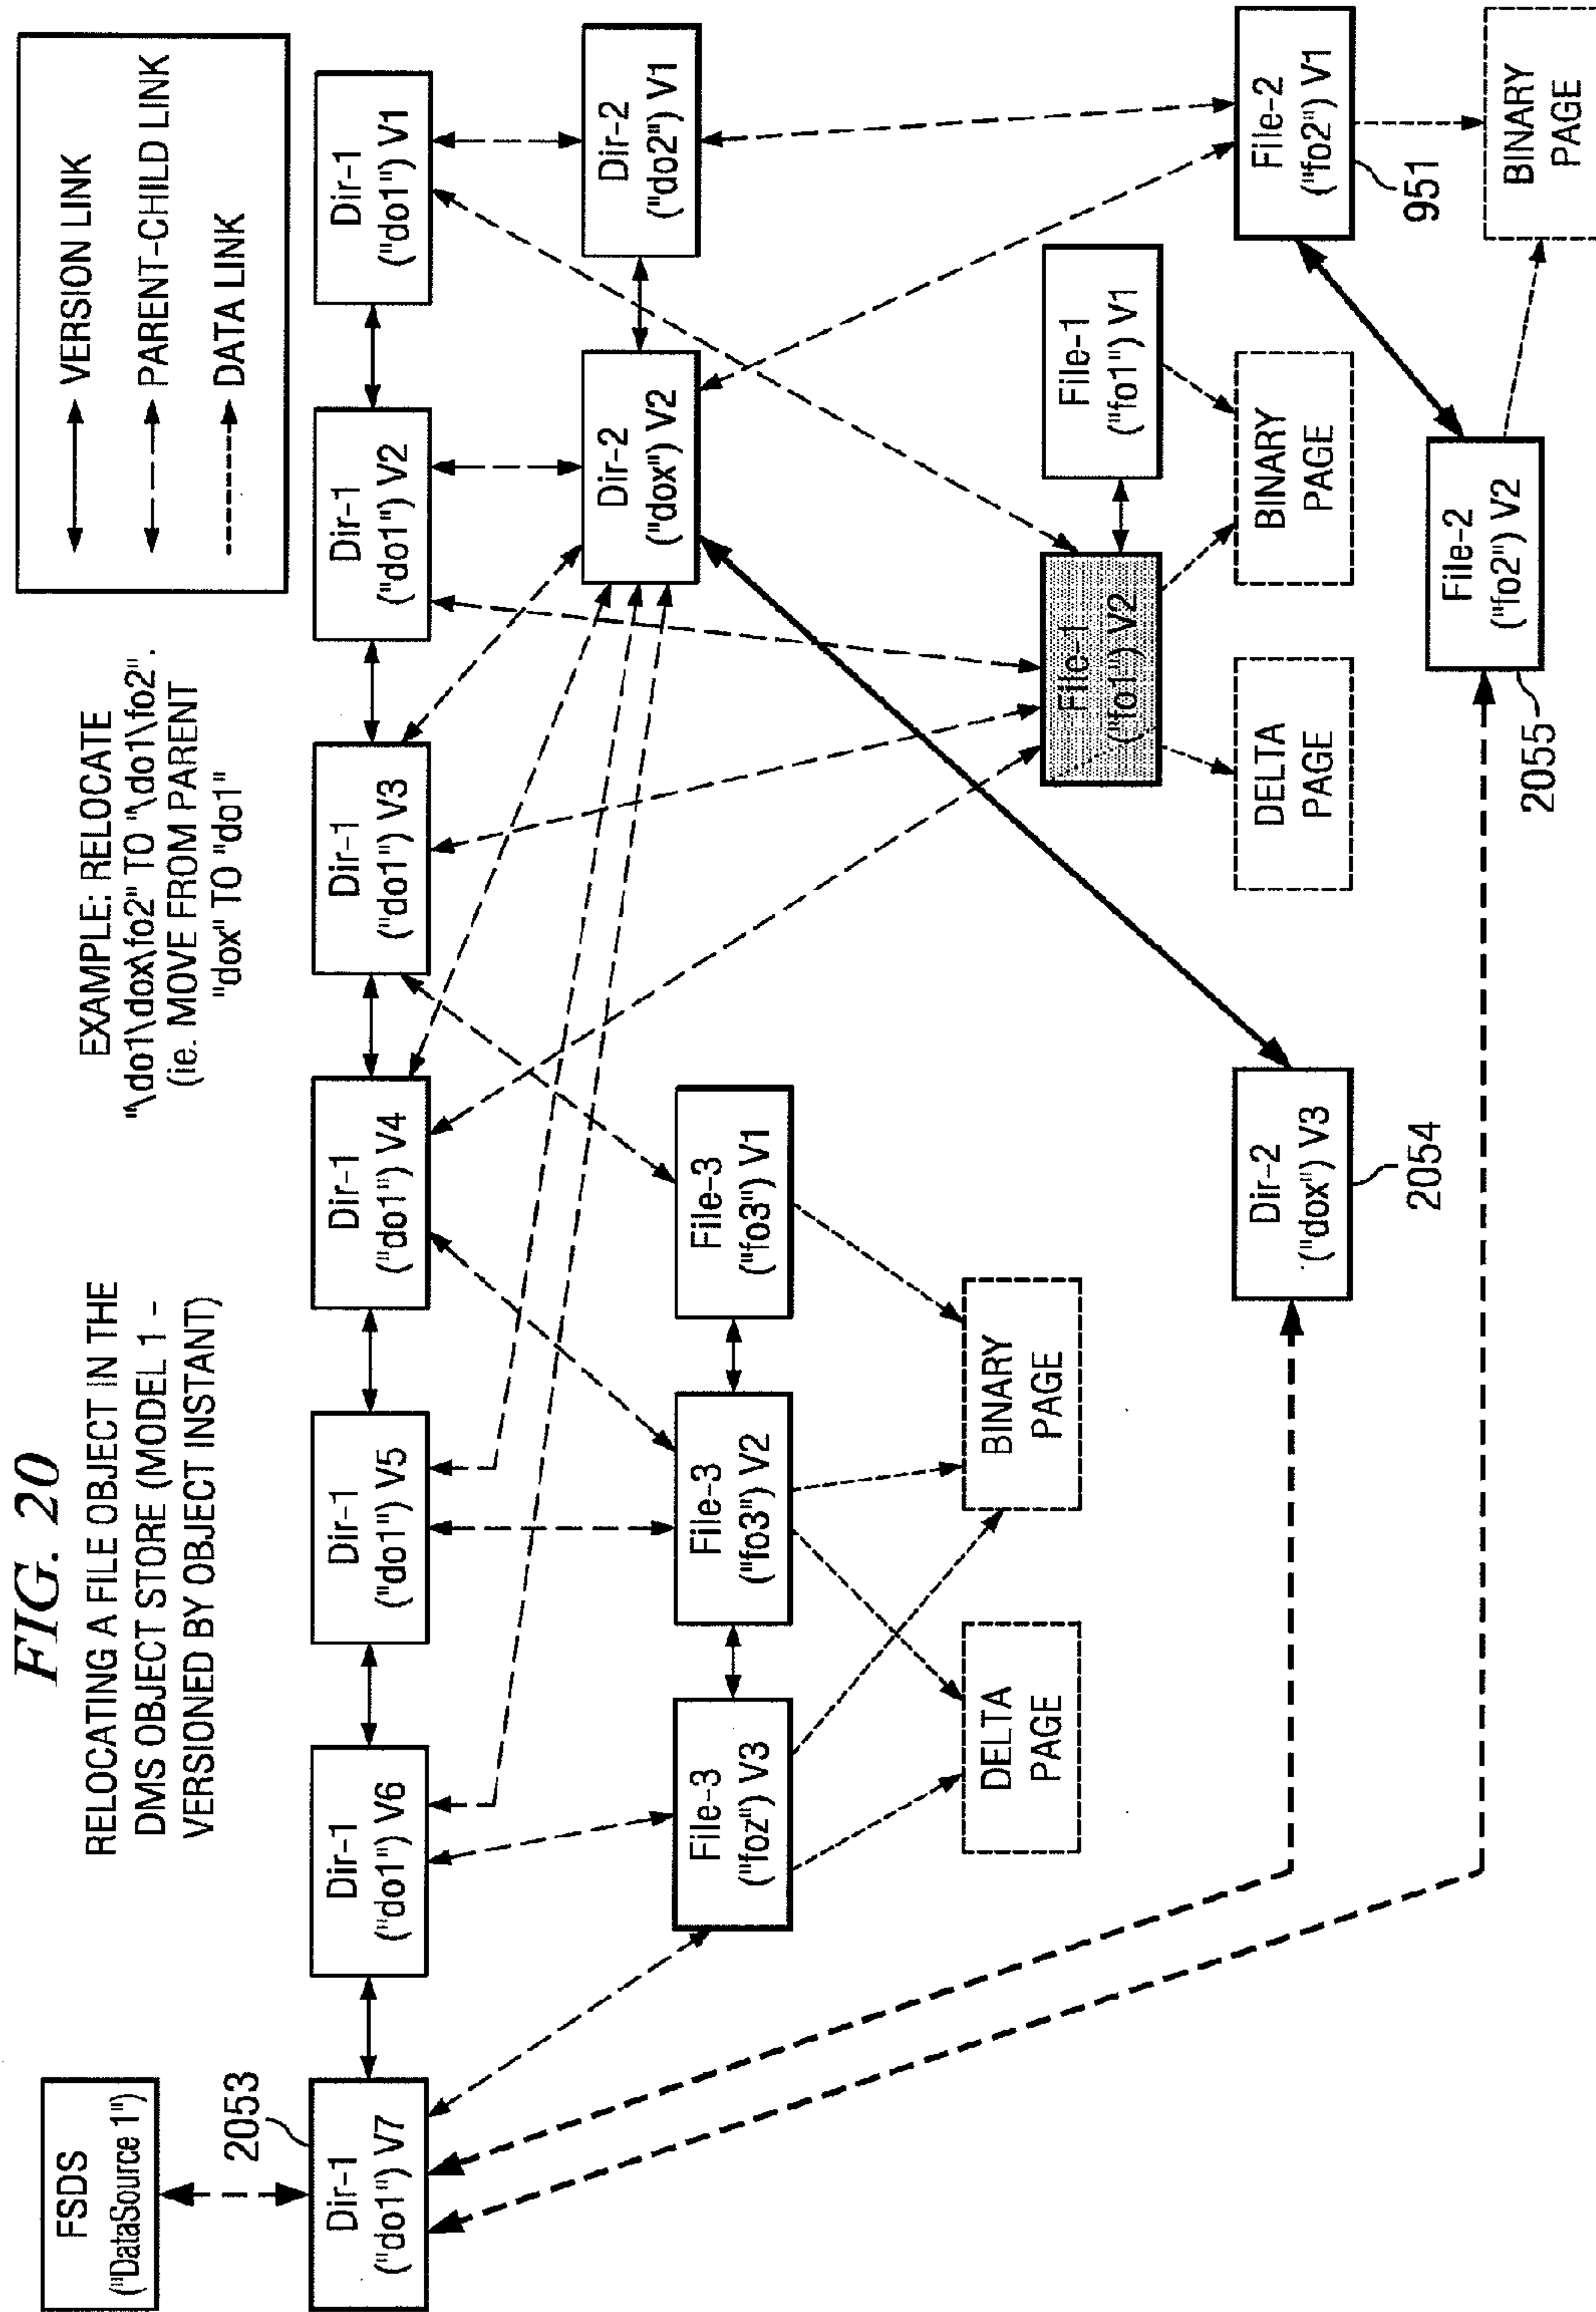 FIG. 20
RELOCATING A FILE OBJECT IN THE
DMS OBJECT STORE (MODEL 1 -
VERSIONED BY OBJECT INSTANT)
EXAMPLE: RELOCATE
"\do1\dox\fo2" TO "\do1\fo2".
(ie. MOVE FROM PARENT
"dox" TO "do1"
VERSION LINK
PARENT-CHILD LINK
DATA LINK
FSDS
("DataSource 1")
2053
Dir-1
("do1") V7
Dir-1
("do1") V6
Dir-1
("do1") V5
Dir-1
("do1") V4
Dir-1
("do1") V3
Dir-1
("do1") V2
Dir-1
("do1") V1
Dir-2
("dox") V2
Dir-2
("do2") V1
File-3
("foz") V3
File-3
("fo3") V2
File-3
("fo3") V1
DELTA
PAGE
BINARY
PAGE
File-1
("fo1") V2
File-1
("fo1") V1
DELTA
PAGE
BINARY
PAGE
Dir-2
("dox") V3
2054
File-2
("fo2") V1
951
File-2
("fo2") V2
2055
BINARY
PAGE